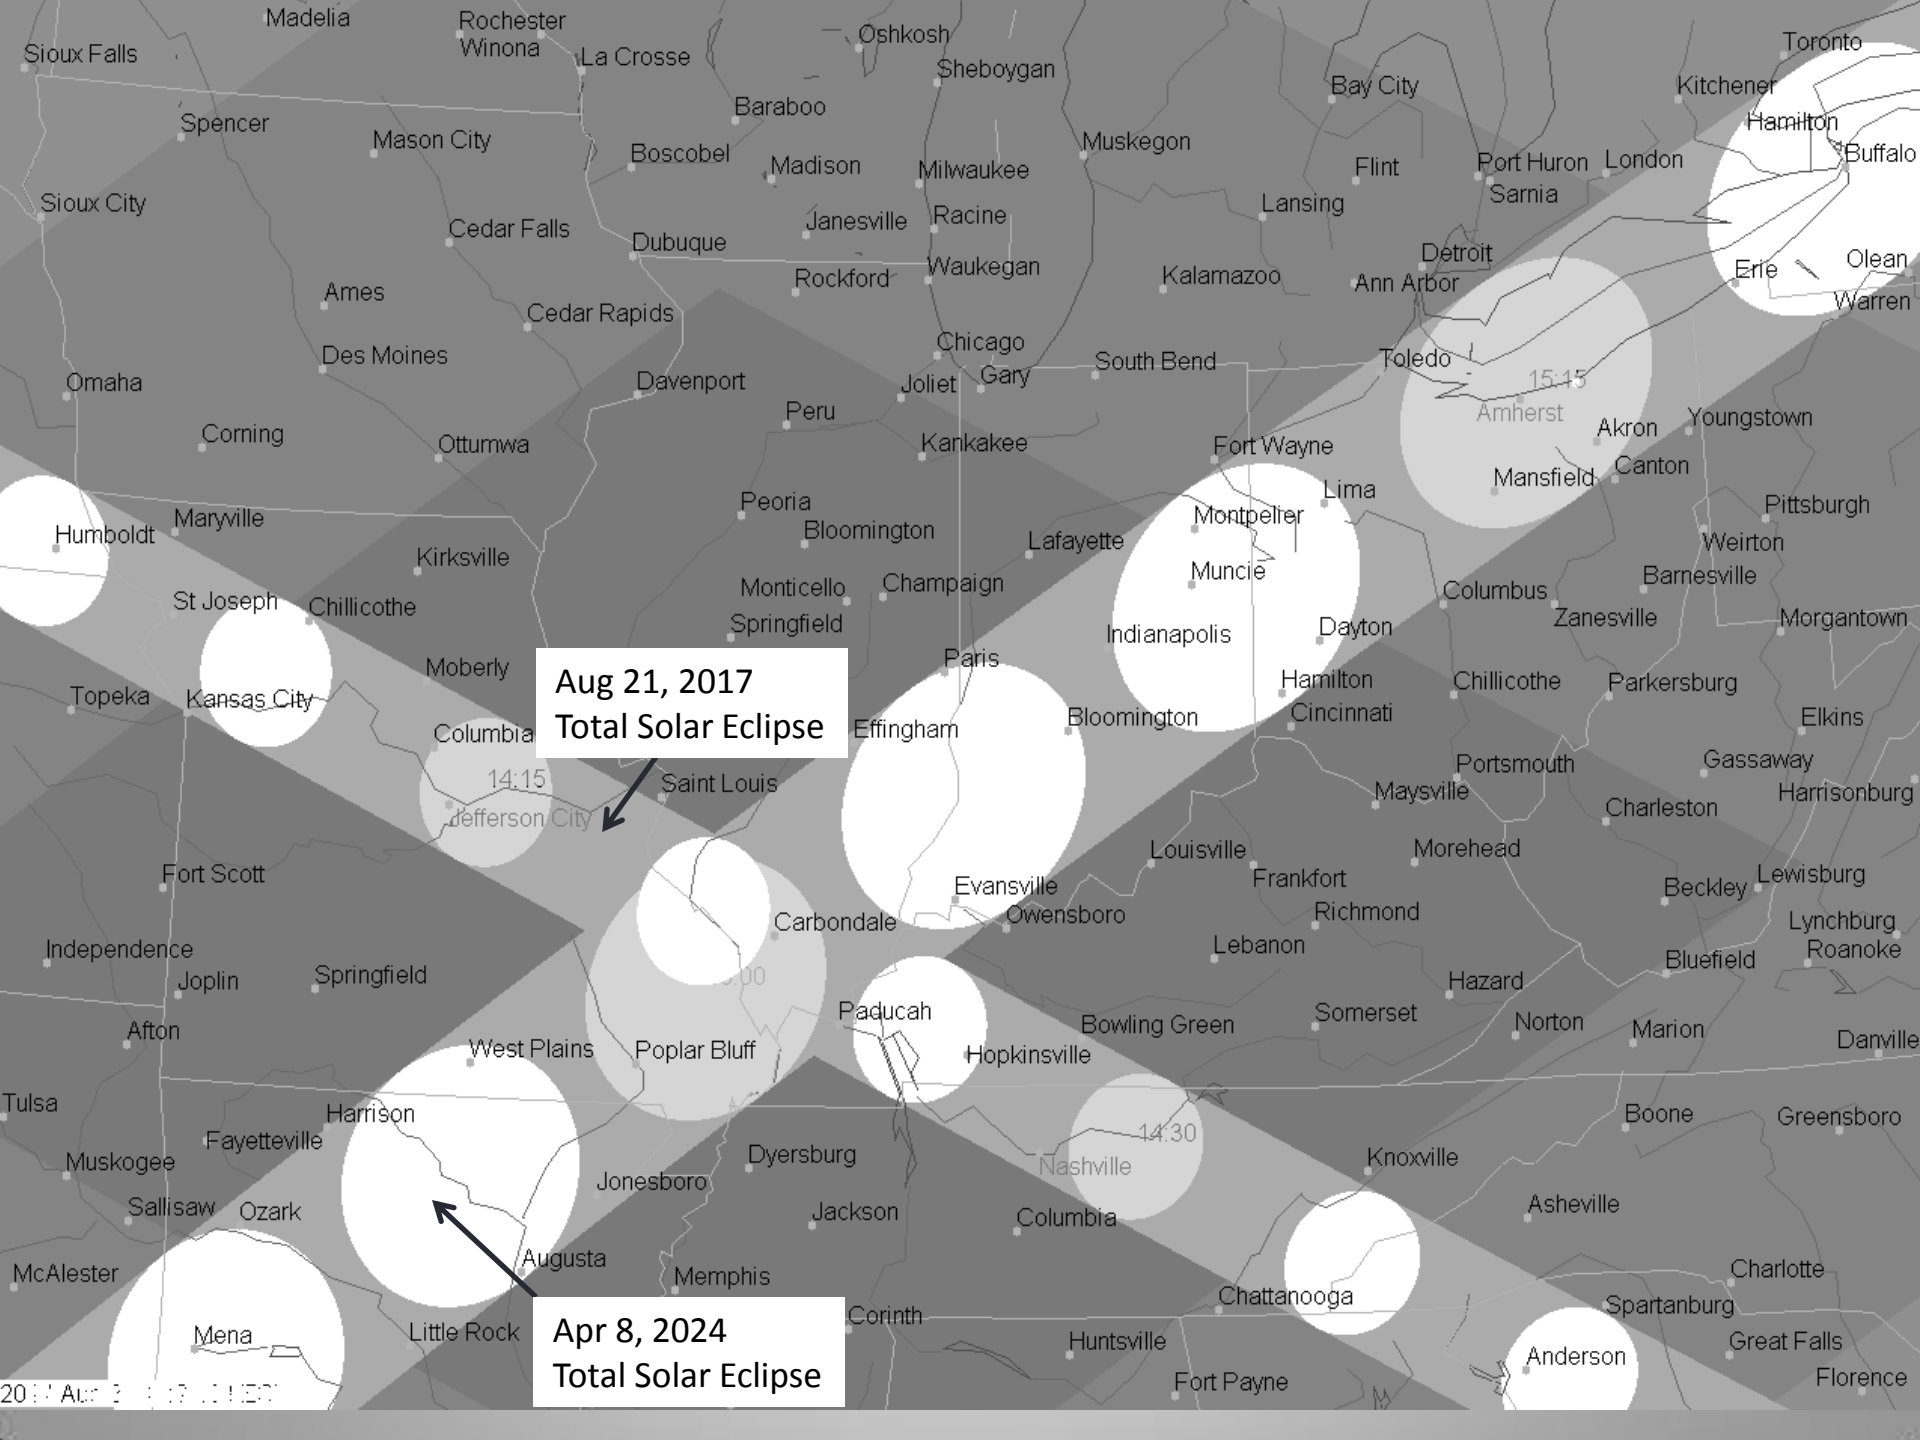 Madelia
Rochester
Winona
Oshkosh
Toronto
Sioux Falls
La Crosse
Sheboygan
Bay City
Kitchener
Baraboo
Hamilton
Spencer
Mason City
Boscobel
Madison
Milwaukee
Muskegon
Flint
Port Huron
London
Buffalo
Sarnia
Sioux City
Cedar Falls
Janesville
Racine
Lansing
Dubuque
Detroit
Rockford
Waukegan
Kalamazoo
Ann Arbor
Erie
Olean
Ames
Cedar Rapids
Warren
Des Moines
Chicago
South Bend
Toledo
Omaha
Davenport
Joliet
Gary
15:15
Peru
Amherst
Youngstown
Corning
Ottumwa
Kankakee
Fort Wayne
Akron
Canton
Lima
Mansfield
Peoria
Montpelier
Pittsburgh
Humboldt
Maryville
Bloomington
Lafayette
Weirton
Kirksville
Muncie
Barnesville
Monticello
Champaign
Columbus
St Joseph
Chillicothe
Springfield
Indianapolis
Dayton
Zanesville
Morgantown
Moberly
Paris
Topeka
Kansas City
Aug 21, 2017
Total Solar Eclipse
Hamilton
Chillicothe
Parkersburg
Columbia
Effingham
Bloomington
Cincinnati
Elkins
14:15
Saint Louis
Portsmouth
Gassaway
Jefferson City
Maysville
Charleston
Harrisonburg
Louisville
Morehead
Fort Scott
Evansville
Frankfort
Beckley
Lewisburg
Carbondale
Owensboro
Richmond
Lynchburg
Independence
Lebanon
Roanoke
Joplin
Springfield
:00
Hazard
Bluefield
Afton
Paducah
Bowling Green
Somerset
Norton
Marion
Danville
West Plains
Poplar Bluff
Hopkinsville
Tulsa
Harrison
14:30
Boone
Greensboro
Fayetteville
Muskogee
Dyersburg
Nashville
Knoxville
Jonesboro
Sallisaw
Ozark
Jackson
Columbia
Asheville
McAlester
Augusta
Memphis
Charlotte
Chattanooga
Spartanburg
Mena
Little Rock
Apr 8, 2024
Total Solar Eclipse
Corinth
Huntsville
Great Falls
Anderson
Fort Payne
Florence